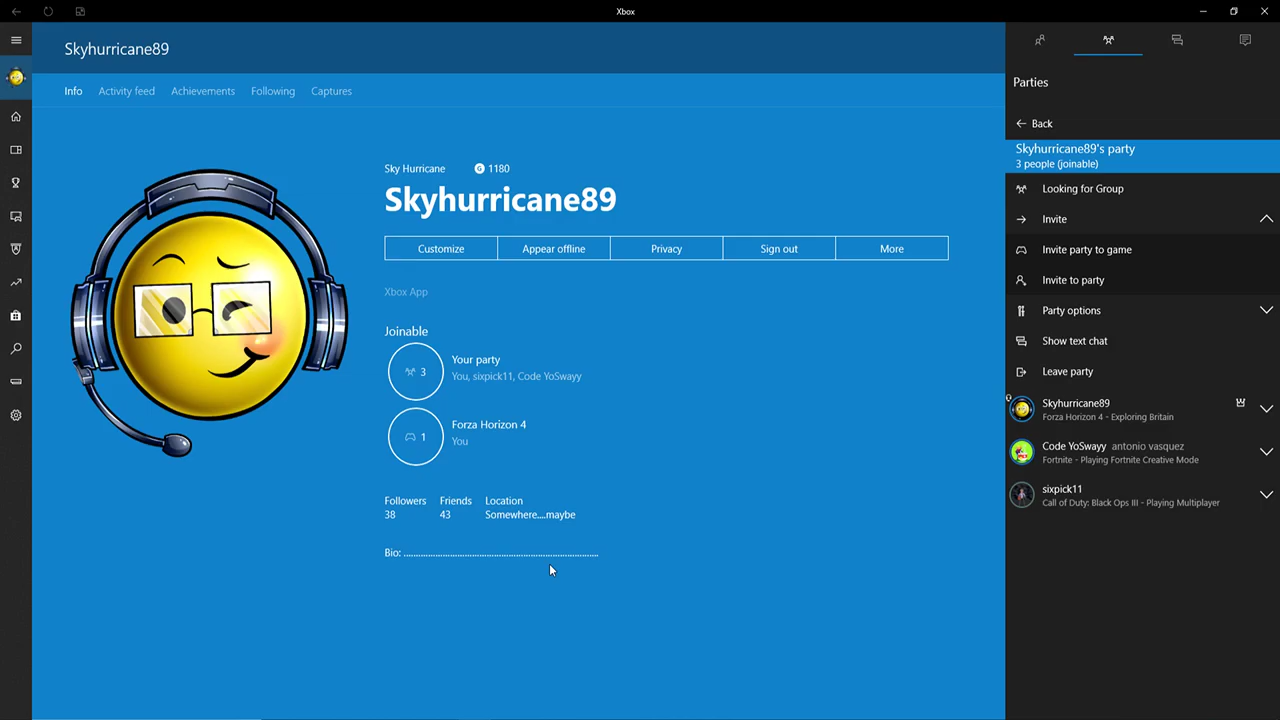 Xbox
Skyhurricane89
Info Activity feed Achievements Following Captures
Sky Hurricane G 1180
Skyhurricane89
Customize Appear offline Privacy Sign out More
Xbox App
Joinable
3 Your party
You, sixpick11, Code YoSwayy
1 Forza Horizon 4
You
Followers Friends Location
38 43 Somewhere....maybe
Bio: ......................................................................................
Parties
Back
Skyhurricane89's party
3 people (joinable)
Looking for Group
Invite
Invite party to game
Invite to party
Party options
Show text chat
Leave party
Skyhurricane89
Forza Horizon 4 - Exploring Britain
Code YoSwayy antonio vasquez
Fortnite - Playing Fortnite Creative Mode
sixpick11
Call of Duty: Black Ops III - Playing Multiplayer